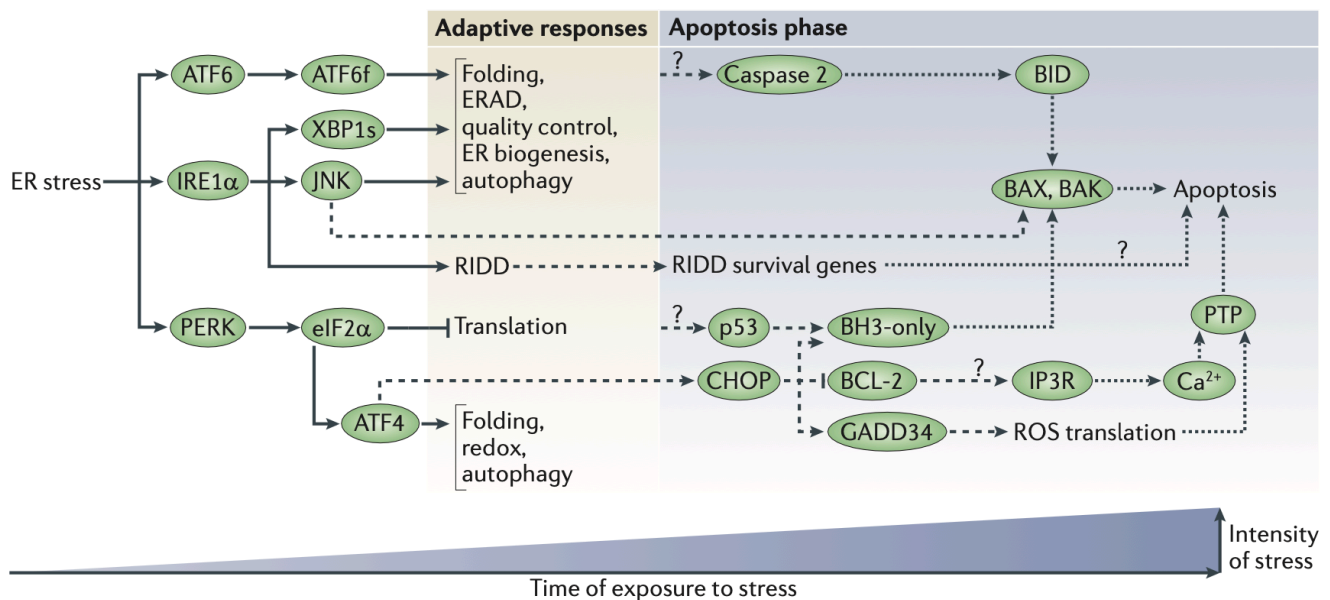 Adaptive responses
Apoptosis phase
ER stress
ATF6
ATF6f
XBP1s
IRE1α
JNK
PERK
eIF2α
ATF4
Folding,
ERAD,
quality control,
ER biogenesis,
autophagy
RIDD
Translation
Folding,
redox,
autophagy
?
Caspase 2
BID
BAX, BAK
Apoptosis
RIDD survival genes
?
?
p53
BH3-only
PTP
CHOP
BCL-2
?
IP3R
Ca²⁺
GADD34
ROS translation
Intensity
of stress
Time of exposure to stress